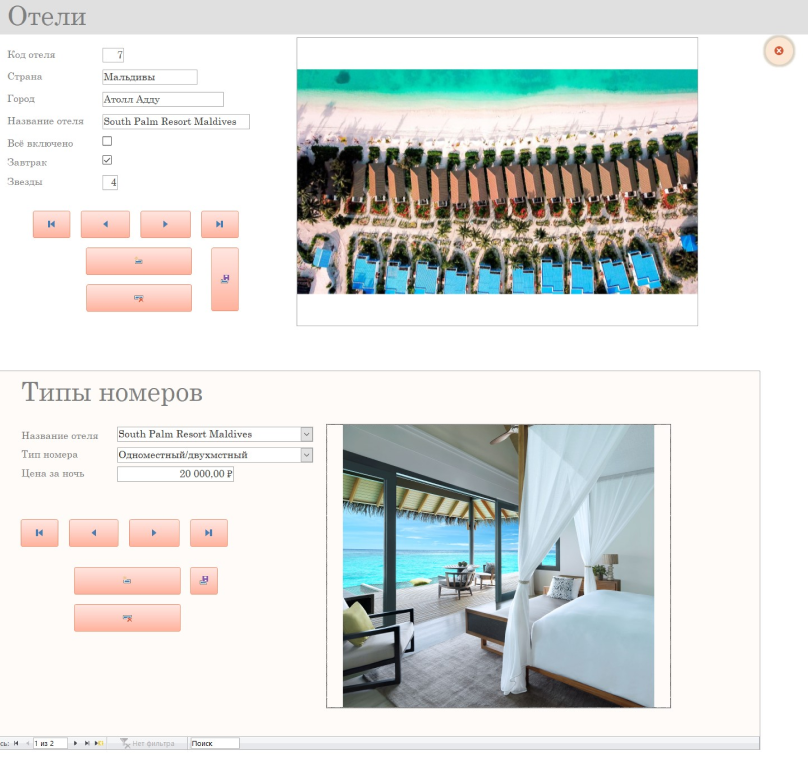 Отели
Код отеля 7
Страна Мальдивы
Город Атолл Адду
Название отеля South Palm Resort Maldives
Всё включено
Завтрак
Звезды 4
Типы номеров
Название отеля South Palm Resort Maldives
Тип номера Одноместный/двухмстный
Цена за ночь 20 000,00 ₽
сь: 1 из 2 Нет фильтра Поиск